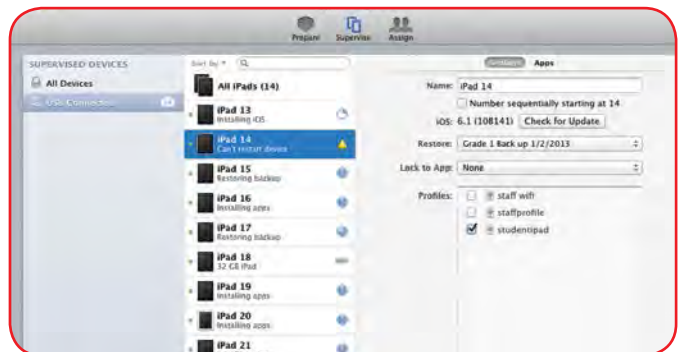 Prepare Supervise Assign
SUPERVISED DEVICES
All Devices
USB Connected 14
Sort by
All iPads (14)
iPad 13
Installing iOS
iPad 14
Can't restart device
iPad 15
Restoring backup
iPad 16
Installing apps
iPad 17
Restoring backup
iPad 18
32 GB iPad
iPad 19
Installing apps
iPad 20
Installing apps
iPad 21
Settings Apps
Name: iPad 14
Number sequentially starting at 14
iOS: 6.1 (10B141) Check for Update
Restore: Grade 1 Back up 1/2/2013
Lock to App: None
Profiles:
staff wifi
staffprofile
studentipad